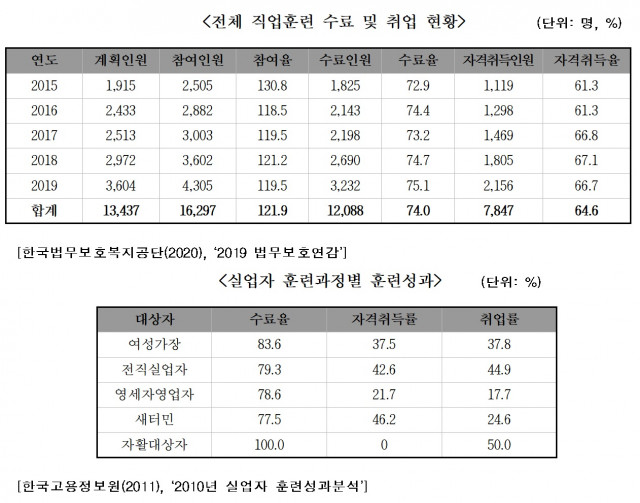 <전체 직업훈련 수료 및 취업 현황> (단위: 명, %)
연도 계획인원 참여인원 참여율 수료인원 수료율 자격취득인원 자격취득율
2015 1,915 2,505 130.8 1,825 72.9 1,119 61.3
2016 2,433 2,882 118.5 2,143 74.4 1,298 61.3
2017 2,513 3,003 119.5 2,198 73.2 1,469 66.8
2018 2,972 3,602 121.2 2,690 74.7 1,805 67.1
2019 3,604 4,305 119.5 3,232 75.1 2,156 66.7
합계 13,437 16,297 121.9 12,088 74.0 7,847 64.6
[한국법무보호복지공단(2020), ‘2019 법무보호연감’]
<실업자 훈련과정별 훈련성과> (단위: %)
대상자 수료율 자격취득률 취업률
여성가장 83.6 37.5 37.8
전직실업자 79.3 42.6 44.9
영세자영업자 78.6 21.7 17.7
새터민 77.5 46.2 24.6
자활대상자 100.0 0 50.0
[한국고용정보원(2011), ‘2010년 실업자 훈련성과분석’]